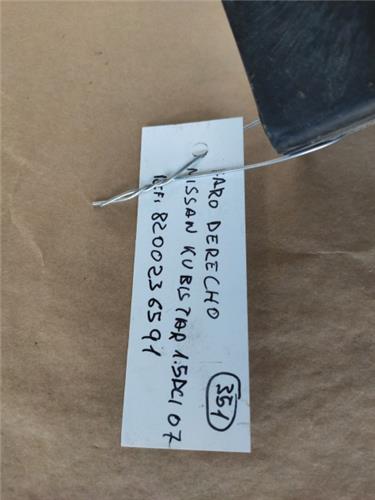 FARO DERECHO
NISSAN KUBISTAR 1.5DCI 07
REF: 8200236591
351